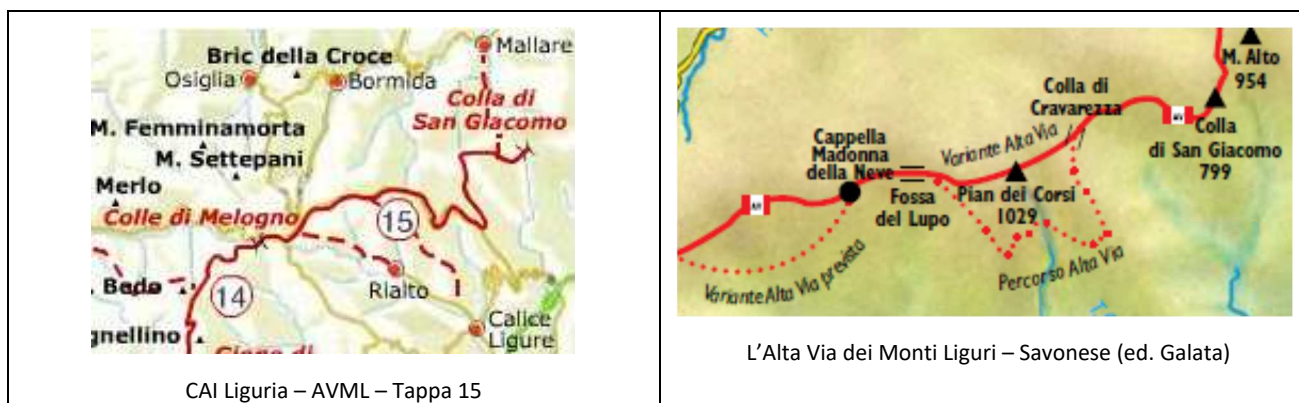 Mallare
Bric della Croce
Osiglia
Bormida
Colla di
San Giacomo
M. Femminamorta
M. Settepani
Merlo
Colle di Melogno
15
. Bedo
14
Rialto
gnellino
Calice
Ligure
CAI Liguria – AVML – Tappa 15
M. Alto
954
Colla di
Cravarezza
Colla
di San Giacomo
799
Variante Alta Via
Cappella
Madonna
della Neve
AV
AV
Fossa
del Lupo
Pian dei Corsi
1029
Variante Alta Via prevista
Percorso Alta Via
L'Alta Via dei Monti Liguri – Savonese (ed. Galata)